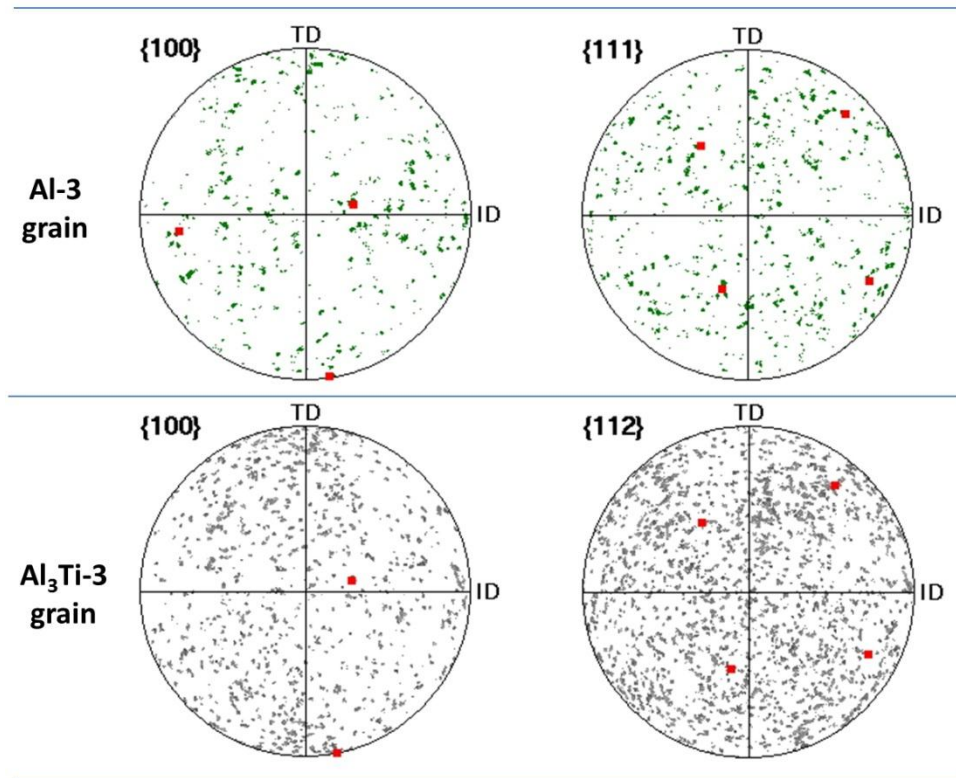 TD
{100}
ID
TD
{111}
ID
Al-3
grain
TD
{100}
ID
TD
{112}
ID
Al₃Ti-3
grain